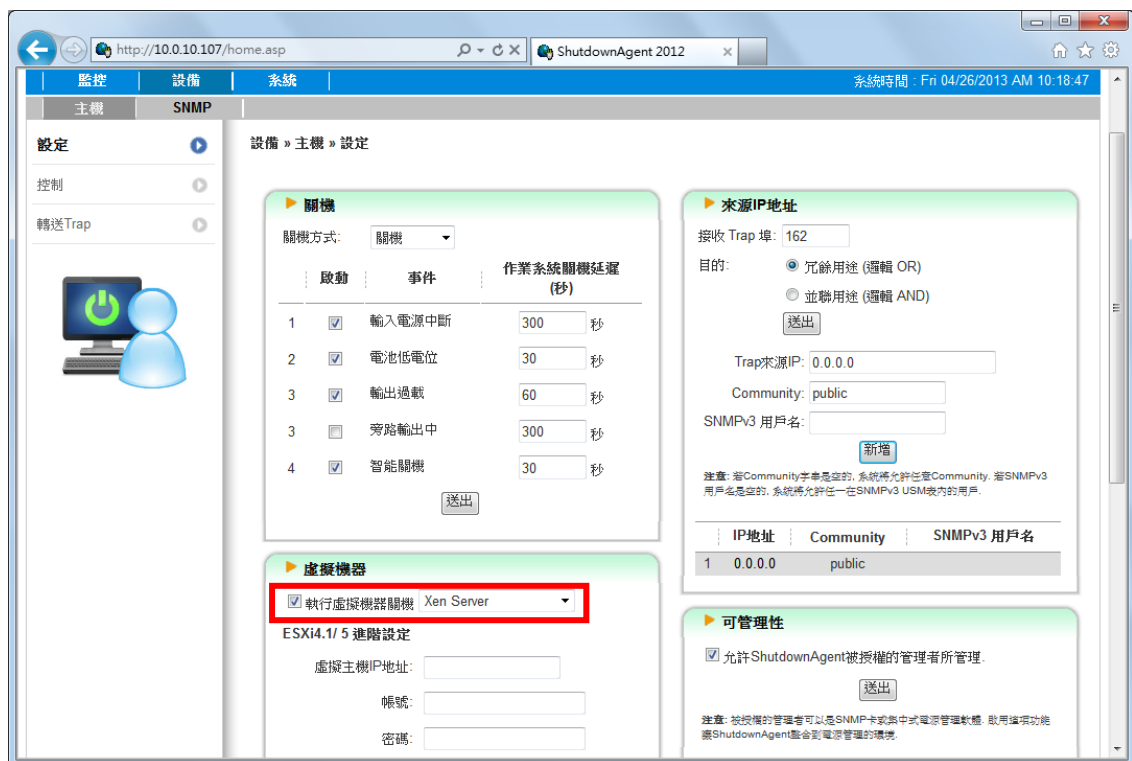 http://10.0.10.107/home.asp
ShutdownAgent 2012
監控 設備 系統 系統時間 : Fri 04/26/2013 AM 10:18:47
主機 SNMP
設定
控制
轉送Trap
設備 » 主機 » 設定
關機
關機方式: 關機
啟動 事件 作業系統關機延遲
(秒)
1 輸入電源中斷 300 秒
2 電池低電位 30 秒
3 輸出過載 60 秒
3 旁路輸出中 300 秒
4 智能關機 30 秒
送出
虛擬機器
執行虛擬機器關機 Xen Server
ESXi4.1/ 5 進階設定
虛擬主機IP地址:
帳號:
密碼:
來源IP地址
接收 Trap 埠: 162
目的: 冗餘用途 (邏輯 OR)
並聯用途 (邏輯 AND)
送出
Trap來源IP: 0.0.0.0
Community: public
SNMPv3 用戶名:
新增
注意: 若Community字串是空的, 系統將允許任意Community. 若SNMPv3
用戶名是空的, 系統將允許任一在SNMPv3 USM表內的用戶.
IP地址 Community SNMPv3 用戶名
1 0.0.0.0 public
可管理性
允許ShutdownAgent被授權的管理者所管理.
送出
注意: 被授權的管理者可以是SNMP卡或集中式電源管理軟體. 啟用這項功能
讓ShutdownAgent整合到電源管理的環境.